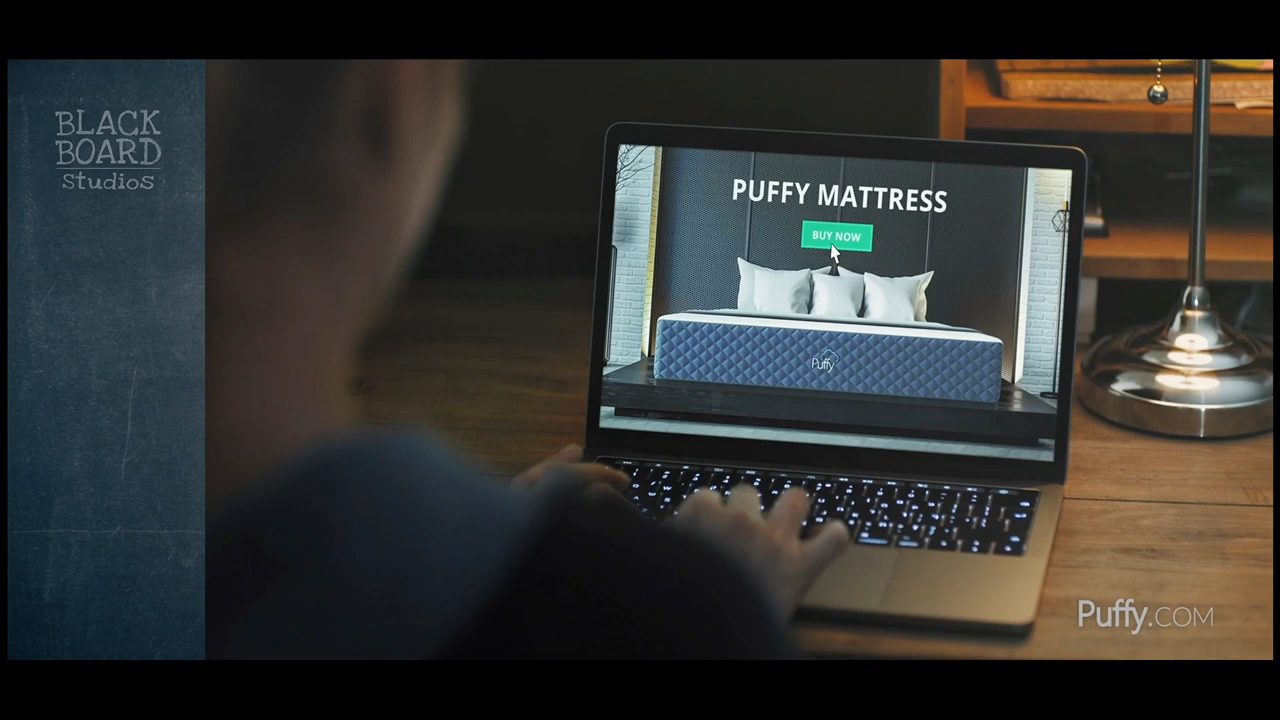 BLACK
BOARD
Studios
PUFFY MATTRESS
BUY NOW
Puffy
Puffy.COM